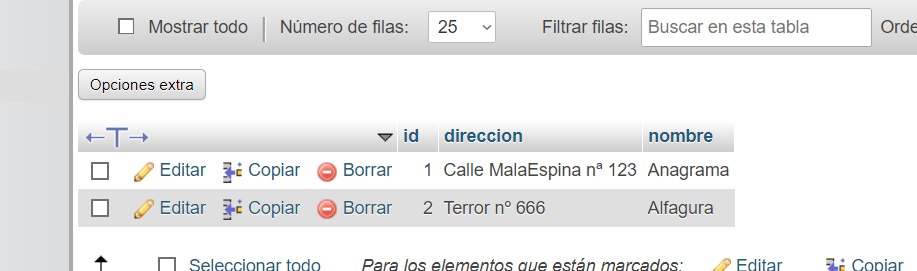 Mostrar todo Número de filas: 25 Filtrar filas: Buscar en esta tabla Orde
Opciones extra
id direccion nombre
Editar Copiar Borrar 1 Calle MalaEspina nª 123 Anagrama
Editar Copiar Borrar 2 Terror nº 666 Alfagura
Seleccionar todo Para los elementos que están marcados: Editar Copiar